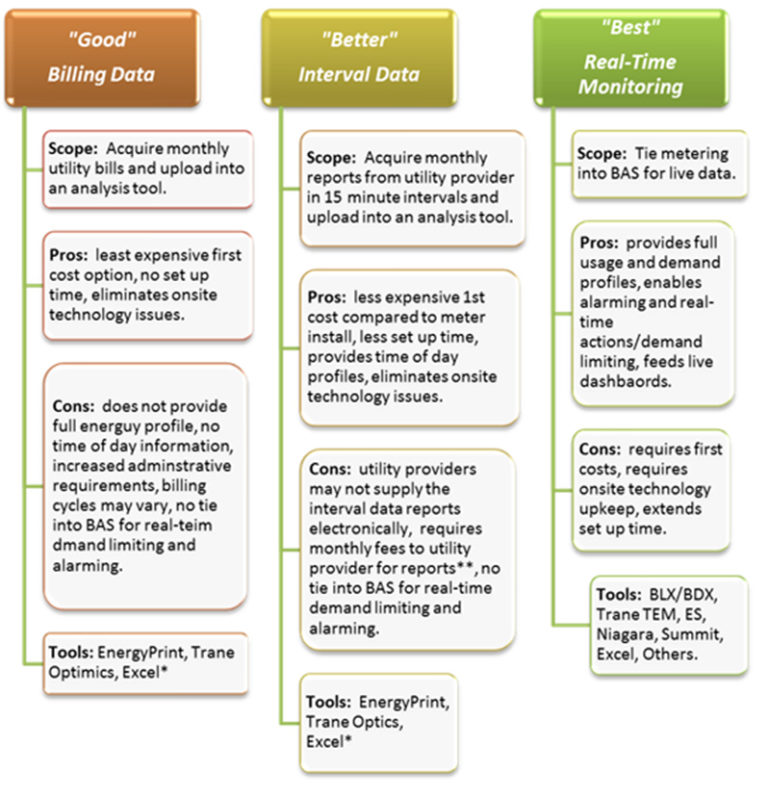 "Good"
Billing Data
Scope: Acquire monthly
utility bills and upload into
an analysis tool.
Pros: least expensive first
cost option, no set up
time, eliminates onsite
technology issues.
Cons: does not provide
full energuy profile, no
time of day information,
increased adminstrative
requirements, billing
cycles may vary, no tie
into BAS for real-teim
dmand limiting and
alarming.
Tools: EnergyPrint, Trane
Optimics, Excel*
"Better"
Interval Data
Scope: Acquire monthly
reports from utility provider
in 15 minute intervals and
upload into an analysis tool.
Pros: less expensive 1st
cost compared to meter
install, less set up time,
provides time of day
profiles, eliminates onsite
technology issues.
Cons: utility providers
may not supply the
interval data reports
electronically, requires
monthly fees to utility
provider for reports**, no
tie into BAS for real-time
demand limiting and
alarming.
Tools: EnergyPrint,
Trane Optics,
Excel*
"Best"
Real-Time
Monitoring
Scope: Tie metering
into BAS for live data.
Pros: provides full
usage and demand
profiles, enables
alarming and real-
time
actions/demand
limiting, feeds live
dashbaords.
Cons: requires first
costs, requires
onsite technology
upkeep, extends
set up time.
Tools: BLX/BDX,
Trane TEM, ES,
Niagara, Summit,
Excel, Others.